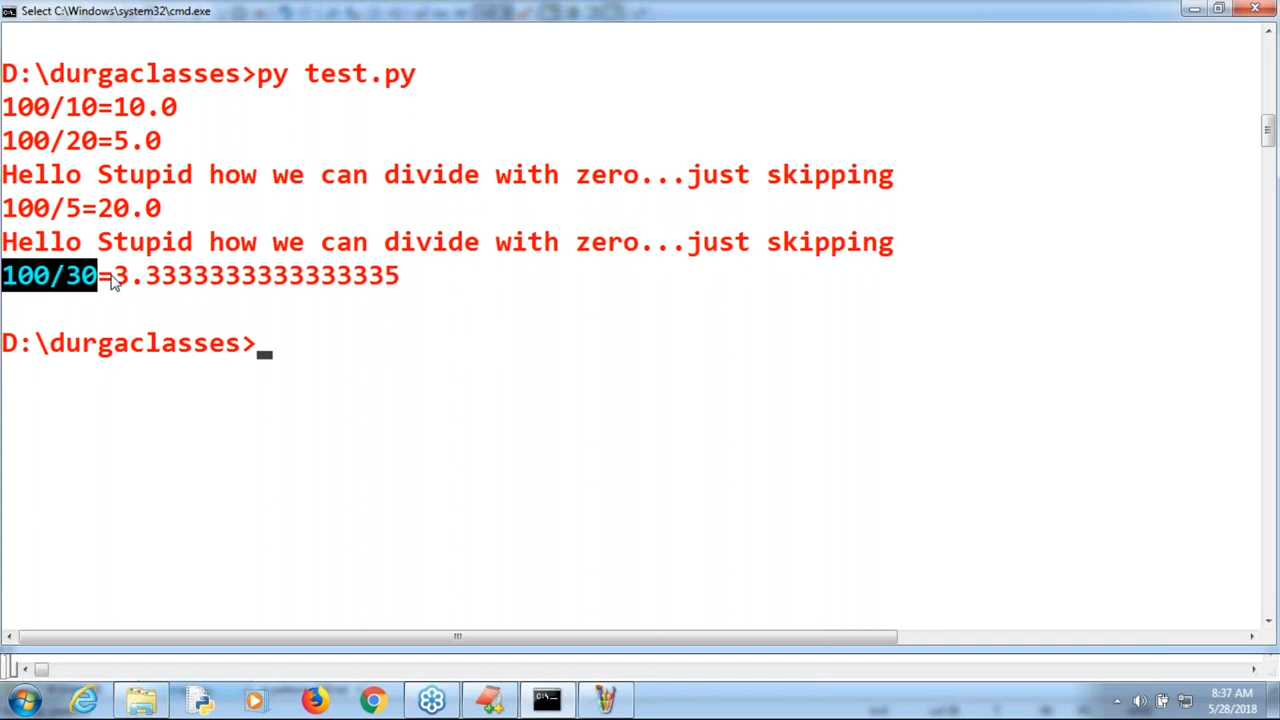 Select C:\Windows\system32\cmd.exe
D:\durgaclasses>py test.py
100/10=10.0
100/20=5.0
Hello Stupid how we can divide with zero...just skipping
100/5=20.0
Hello Stupid how we can divide with zero...just skipping
100/30=3.3333333333333335
D:\durgaclasses>
8:37 AM
5/28/2018